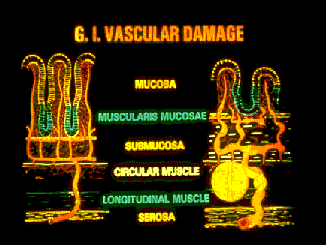 G. I. VASCULAR DAMAGE
MUCOSA
MUSCULARIS MUCOSAE
SUBMUCOSA
CIRCULAR MUSCLE
LONGITUDINAL MUSCLE
SEROSA